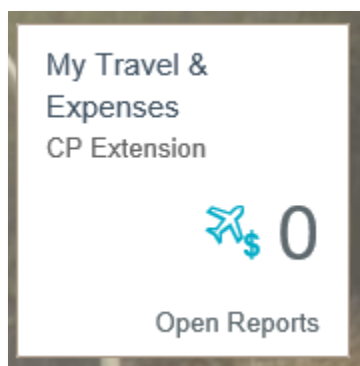 My Travel &
Expenses
CP Extension
$ 0
Open Reports